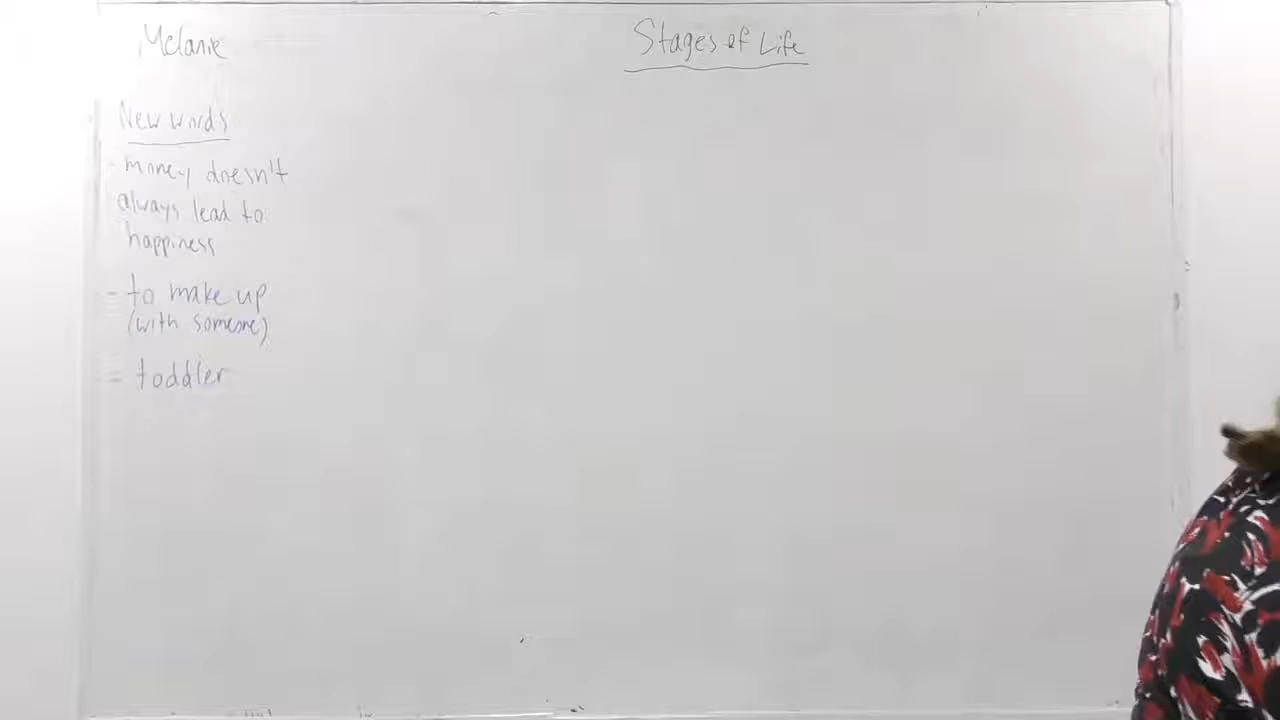 Melanie
Stages of Life
New words
- money doesn't
always lead to
happiness
- to make up
(with someone)
- toddler